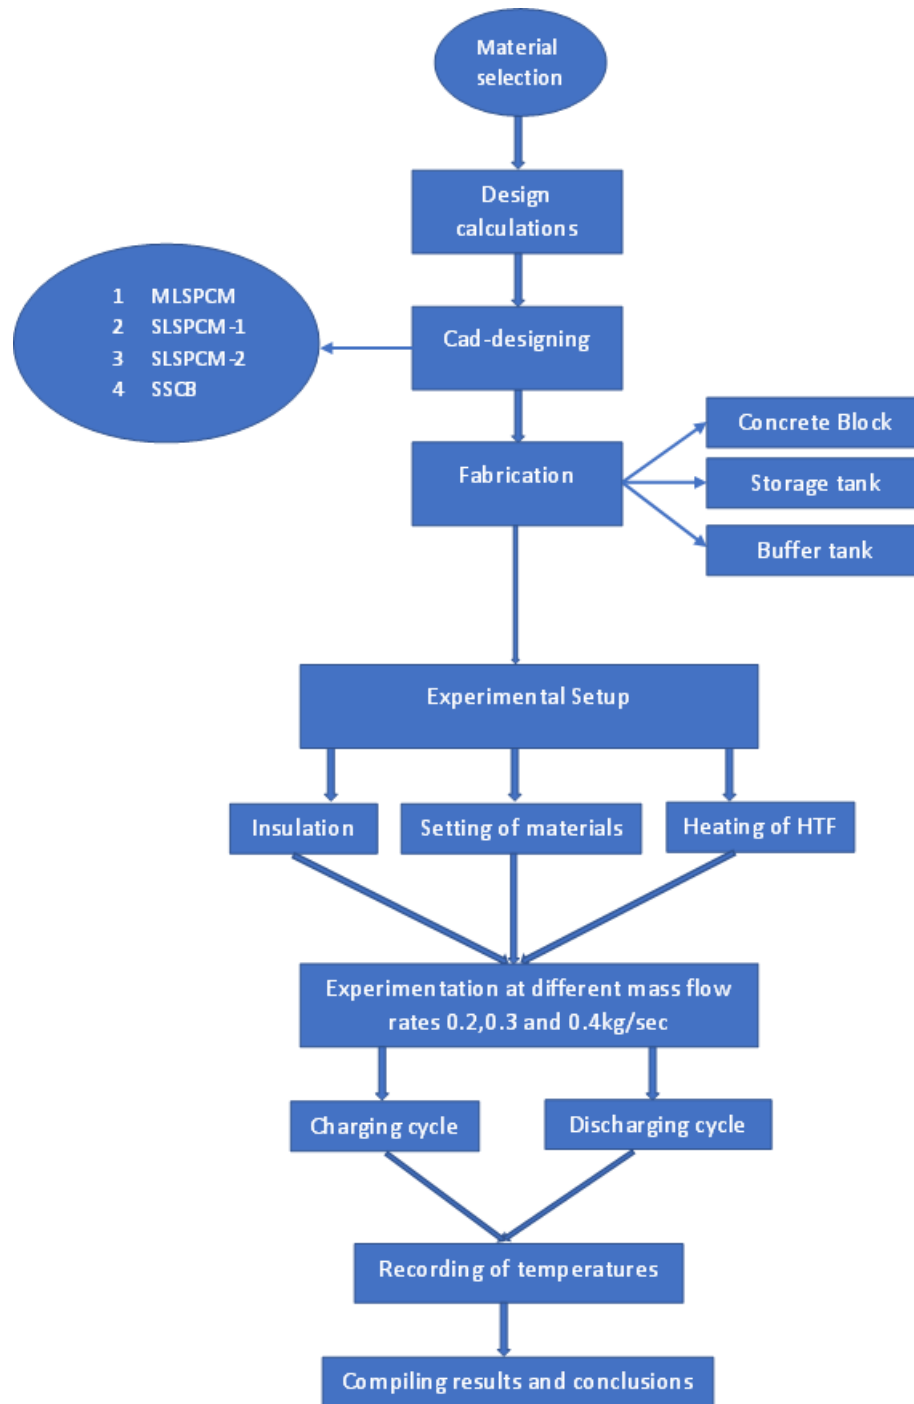 Material
selection
Design
calculations
1 MLSPCM
2 SLSPCM-1
3 SLSPCM-2
4 SSCB
Cad-designing
Fabrication
Concrete Block
Storage tank
Buffer tank
Experimental Setup
Insulation
Setting of materials
Heating of HTF
Experimentation at different mass flow
rates 0.2,0.3 and 0.4kg/sec
Charging cycle
Discharging cycle
Recording of temperatures
Compiling results and conclusions